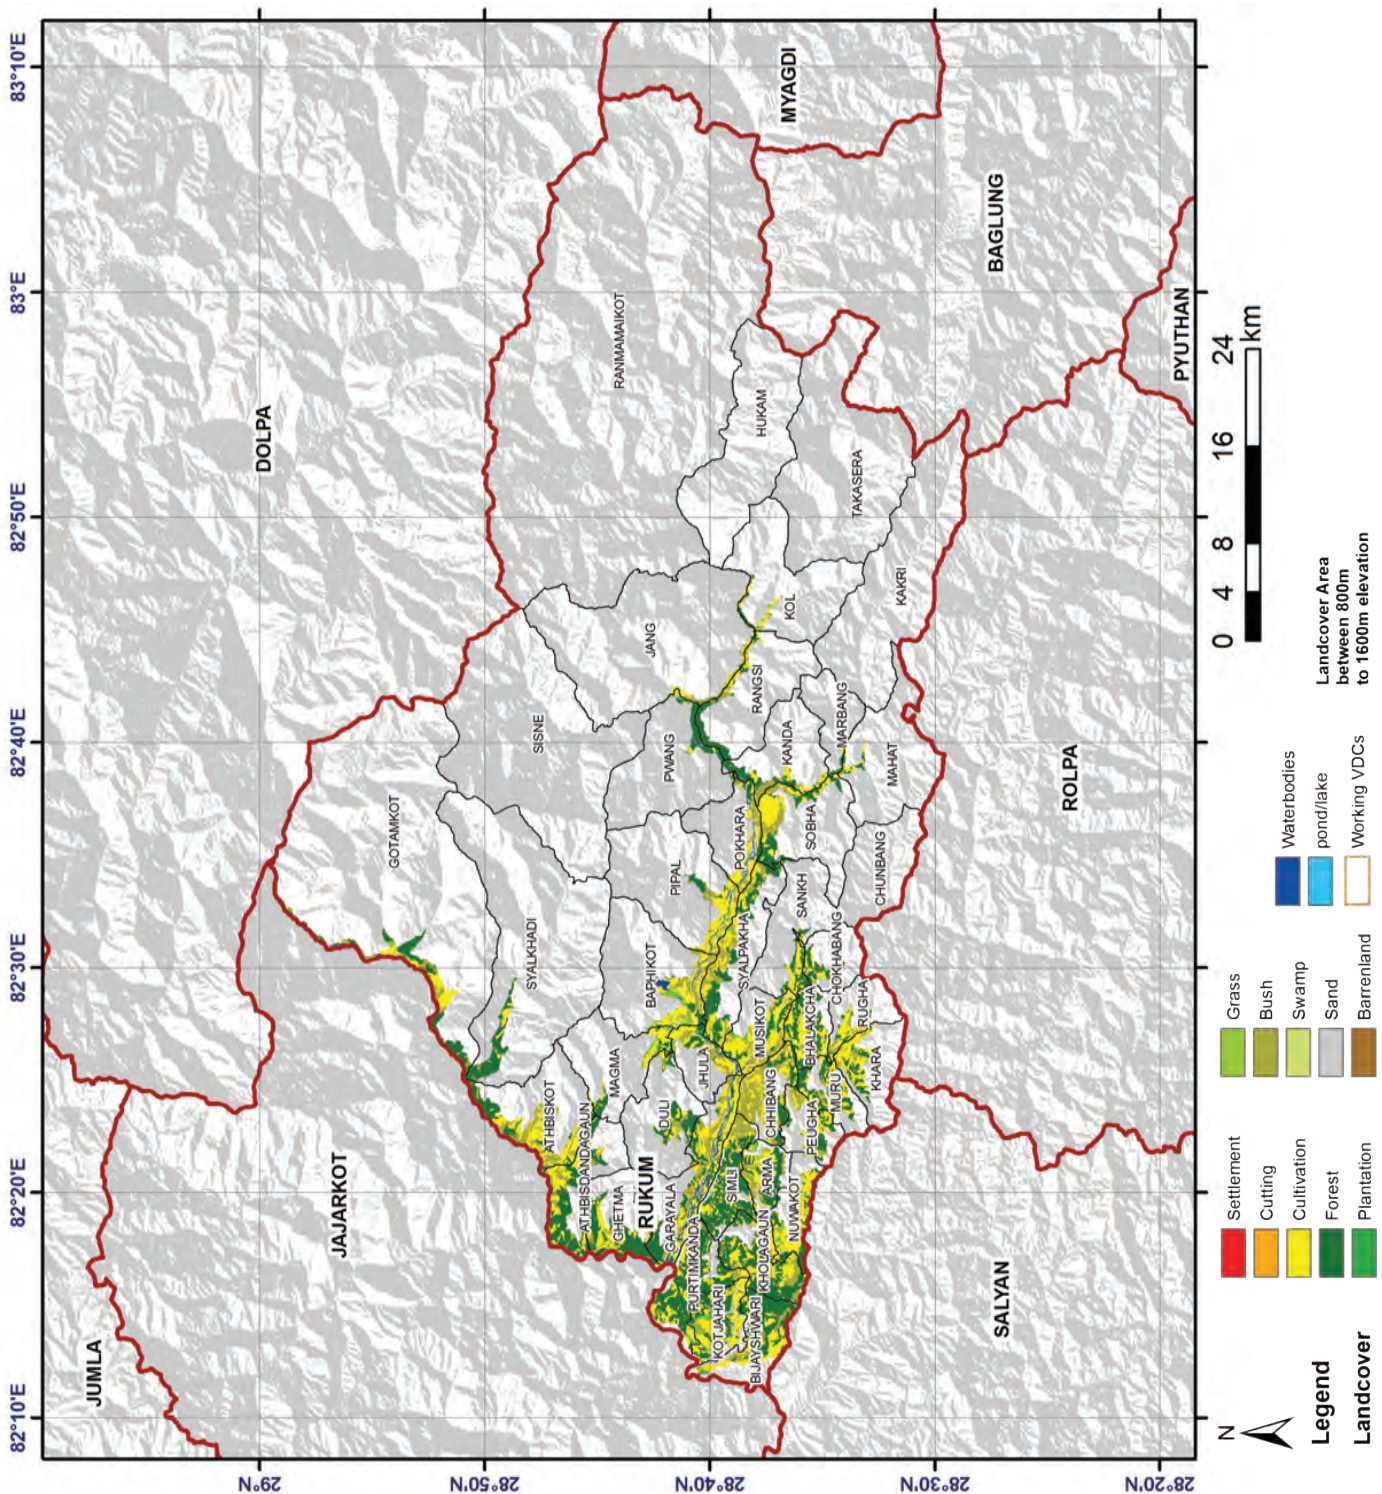 82°10'E
82°20'E
82°30'E
82°40'E
82°50'E
83°E
83°10'E
29°N
28°50'N
28°40'N
28°30'N
28°20'N
JUMLA
JAJARKOT
DOLPA
MYAGDI
BAGLUNG
PYUTHAN
ROLPA
SALYAN
RUKUM
GOTAMKOT
SYALKHADI
SISNE
JANG
RANMAMAIKOT
HUKAM
TAKASERA
KOL
KAKRI
RANGSI
PWANG
KANDA
MARBANG
MAHAT
POKHARA
SOBHA
PIPAL
CHUNBANG
SANKH
SYALPAKHA
BAPHIKOT
CHOKHABANG
RUGHA
MUSIKOT
BHALAKCHA
KHARA
MURU
JHULA
MAGMA
CHHIBANG
PEUGHA
DULI
ATHBISKOT
ATHBISDANDAGAUN
GHETMA
GARAYALA
SIMLI
ARMA
NUWAKOT
PURTIMKANDA
KHOLAGAUN
KOTJAHARI
BIJAYSHWARI
0 4 8 16 24
km
N
Legend
Landcover
Settlement
Cutting
Cultivation
Forest
Plantation
Grass
Bush
Swamp
Sand
Barrenland
Waterbodies
pond/lake
Working VDCs
Landcover Area
between 800m
to 1600m elevation